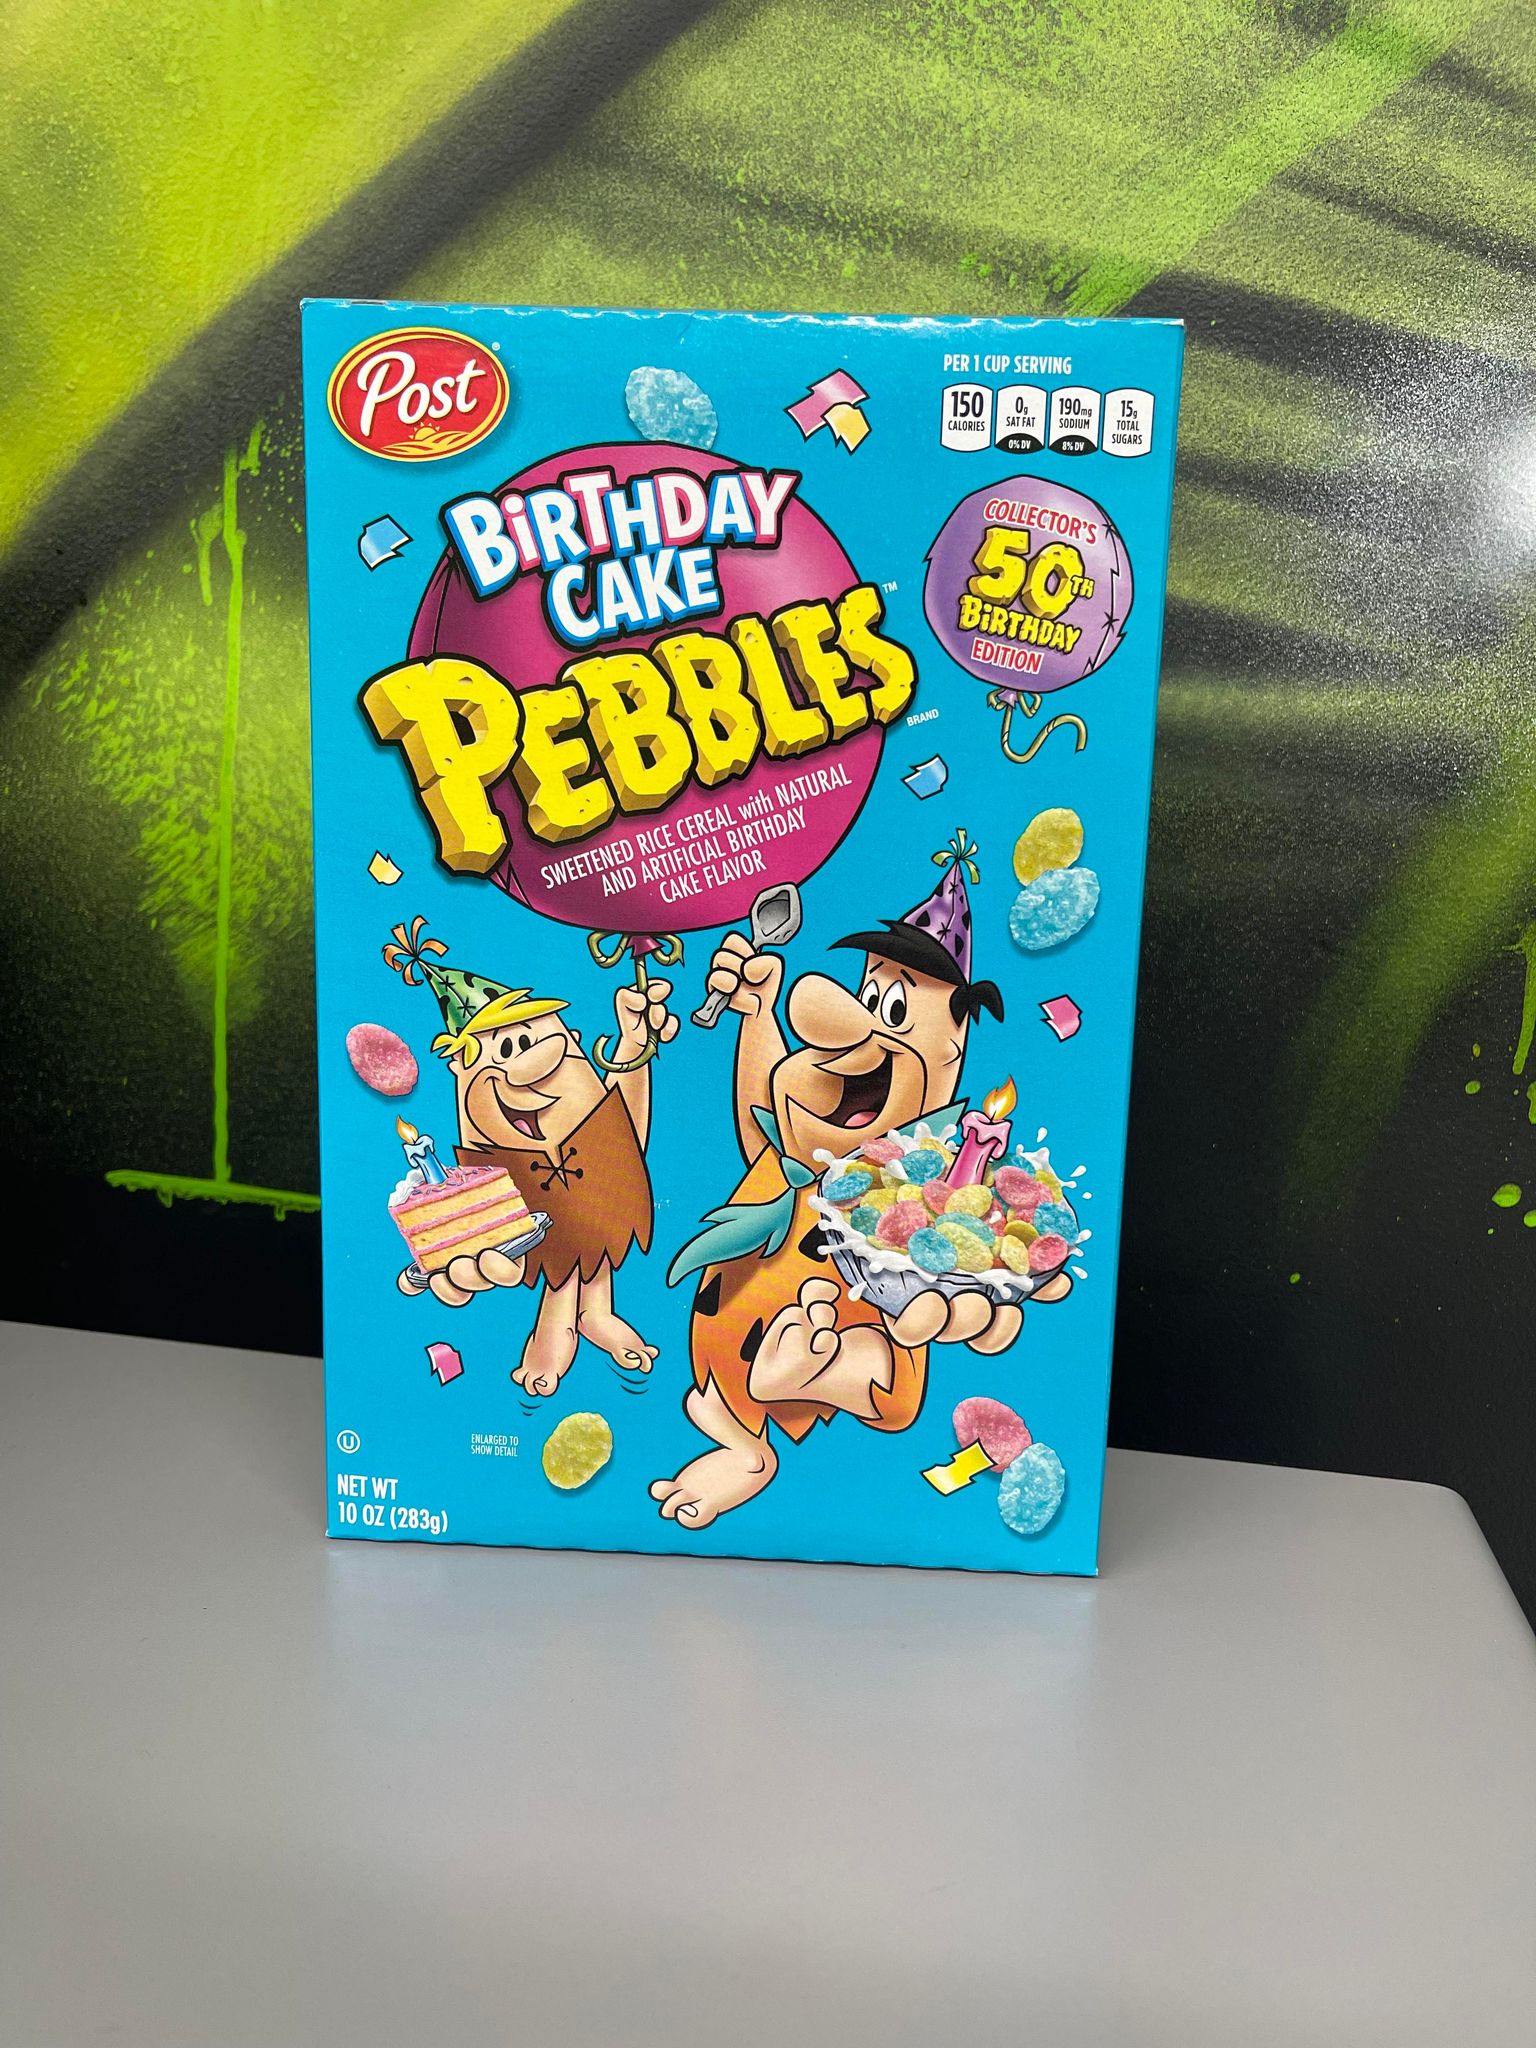 Post®
PER 1 CUP SERVING
150
CALORIES
0g
SAT FAT
0% DV
190mg
SODIUM
8% DV
15g
TOTAL
SUGARS
BiRTHDAY
CAKE
PEBBLES™
BRAND
SWEETENED RICE CEREAL with NATURAL
AND ARTIFICIAL BIRTHDAY
CAKE FLAVOR
COLLECTOR'S
50TH
BiRTHDAY
EDITION
U
ENLARGED TO
SHOW DETAIL
NET WT
10 OZ (283g)